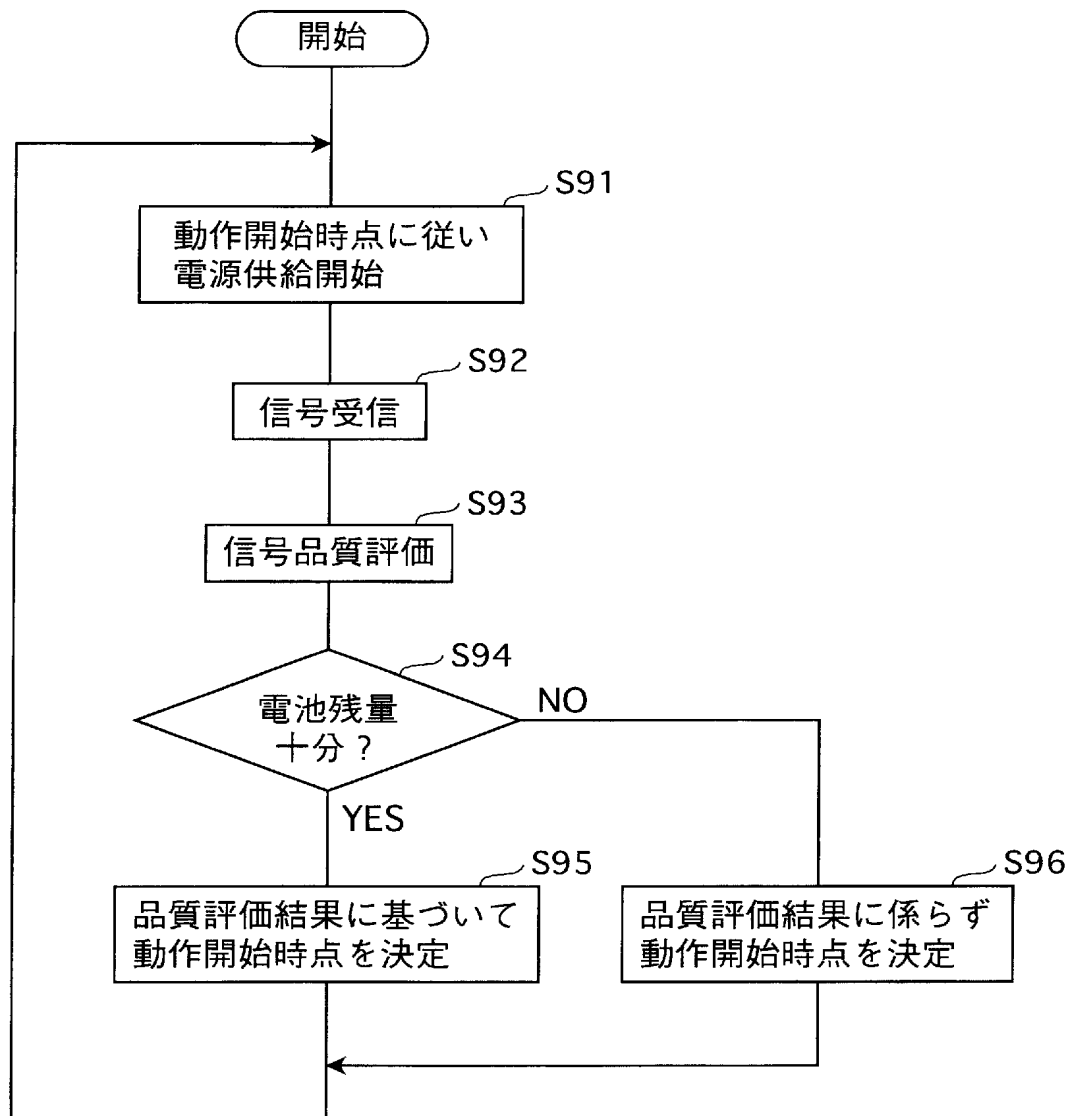 開始
S91
動作開始時点に従い
電源供給開始
S92
信号受信
S93
信号品質評価
S94
電池残量
十分？
NO
YES
S95
品質評価結果に基づいて
動作開始時点を決定
S96
品質評価結果に係らず
動作開始時点を決定